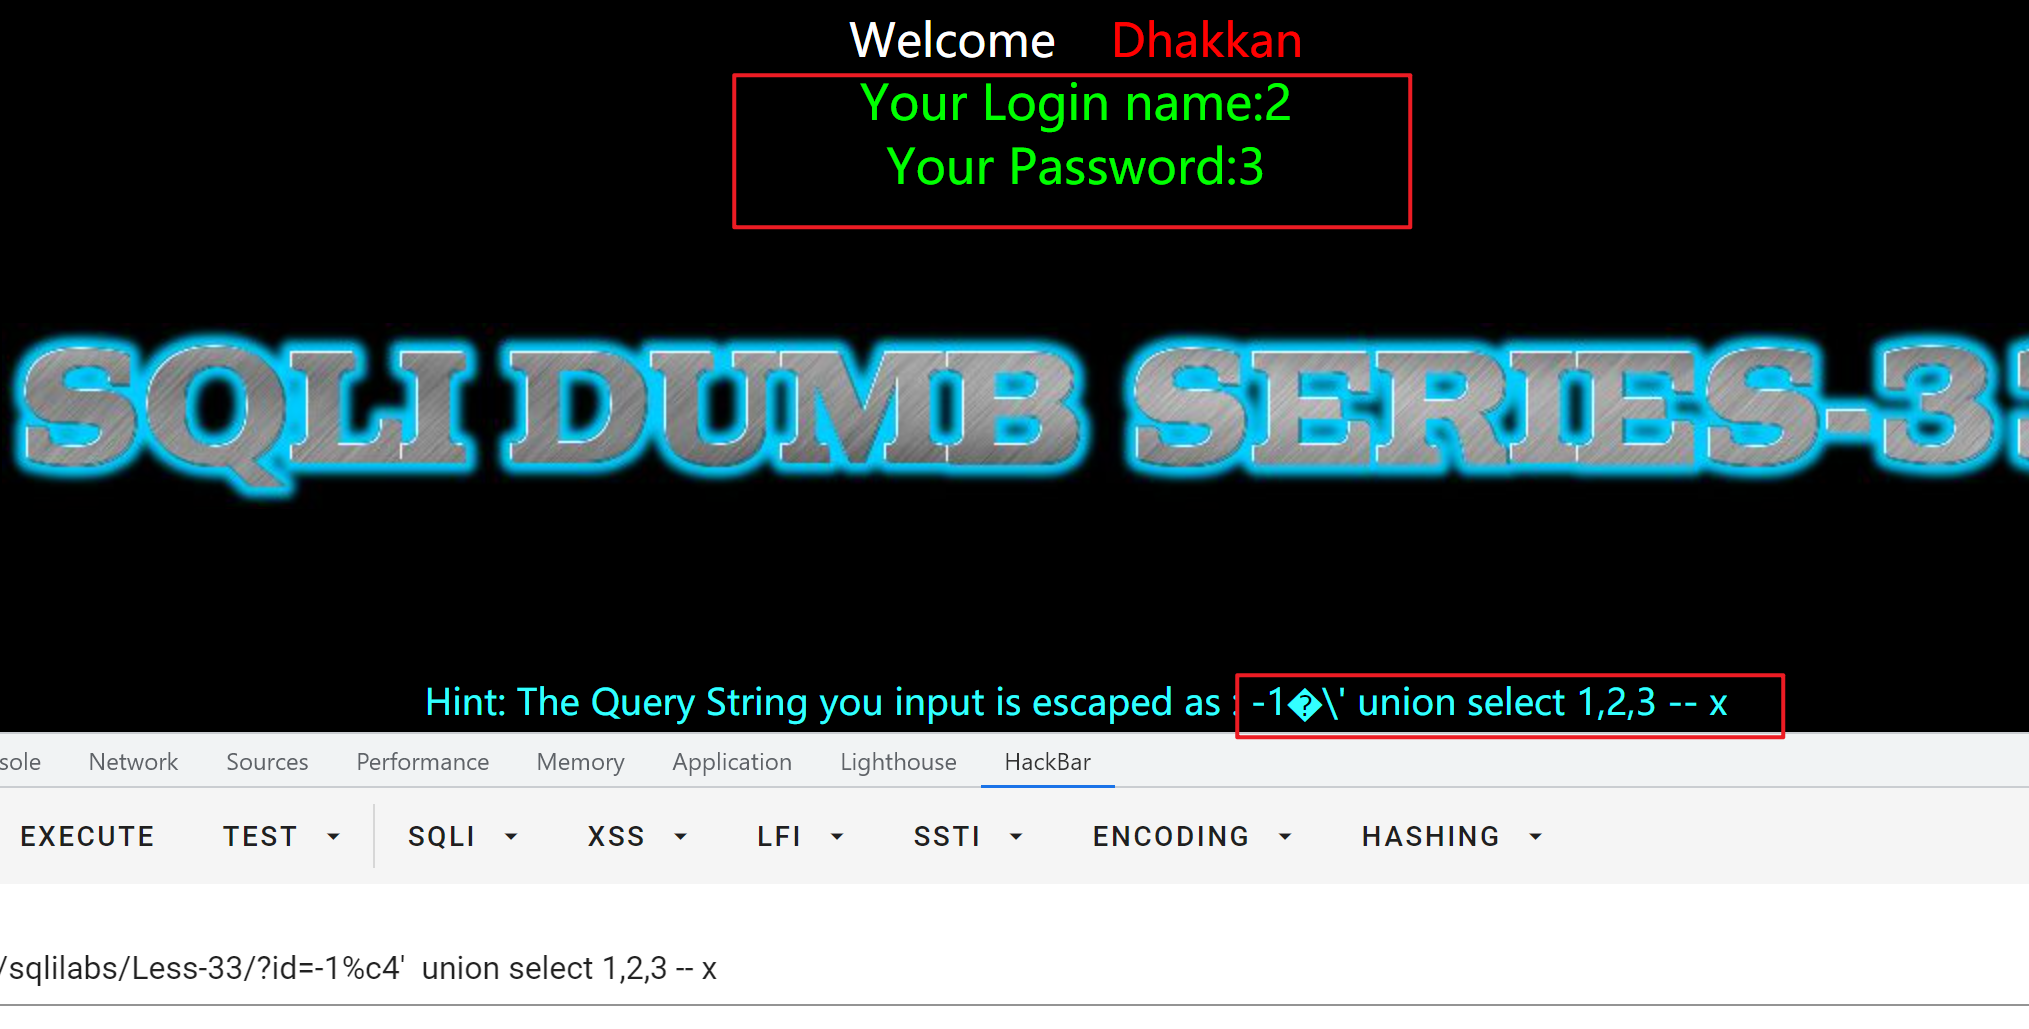 Welcome    Dhakkan
Your Login name:2
Your Password:3
SQLI DUMB SERIES-3
Hint: The Query String you input is escaped as : -1�\' union select 1,2,3 -- x
sole Network Sources Performance Memory Application Lighthouse HackBar
EXECUTE TEST SQLI XSS LFI SSTI ENCODING HASHING
/sqlilabs/Less-33/?id=-1%c4'  union select 1,2,3 -- x